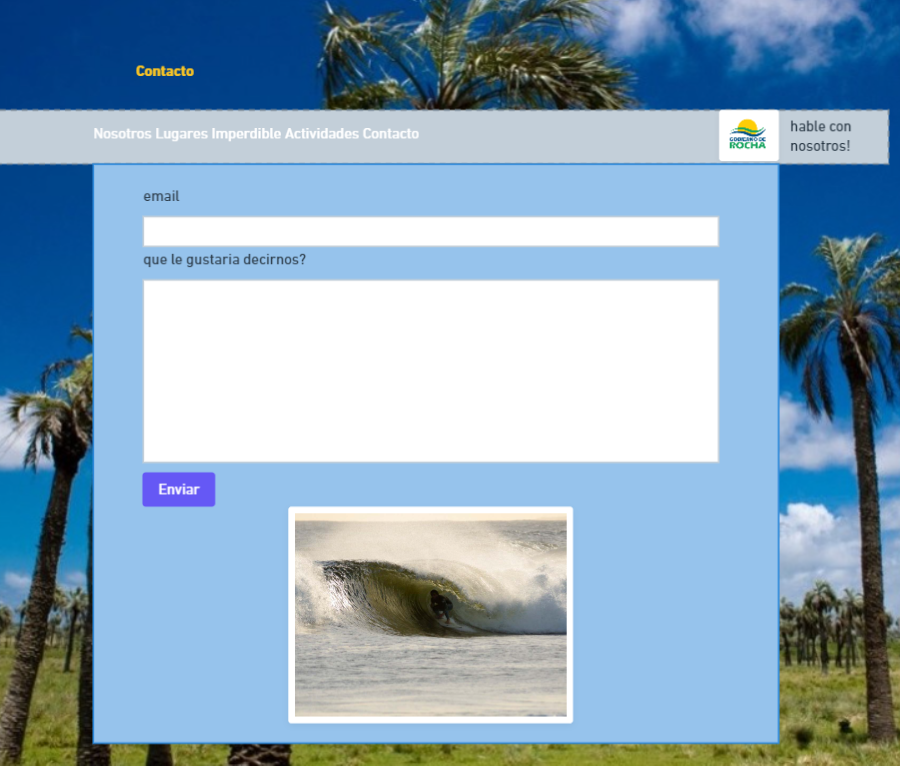 Contacto
Nosotros Lugares Imperdible Actividades Contacto
GOBIERNO DE
ROCHA
hable con
nosotros!
email
que le gustaria decirnos?
Enviar